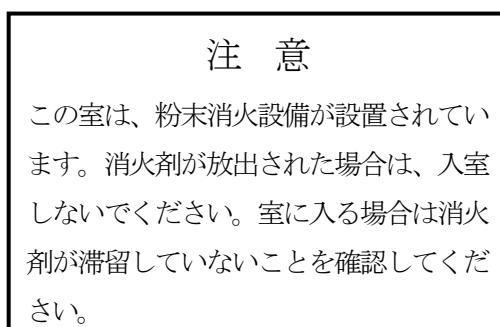 注　意
この室は、粉末消火設備が設置されてい
ます。消火剤が放出された場合は、入室
しないでください。室に入る場合は消火
剤が滞留していないことを確認してくだ
さい。